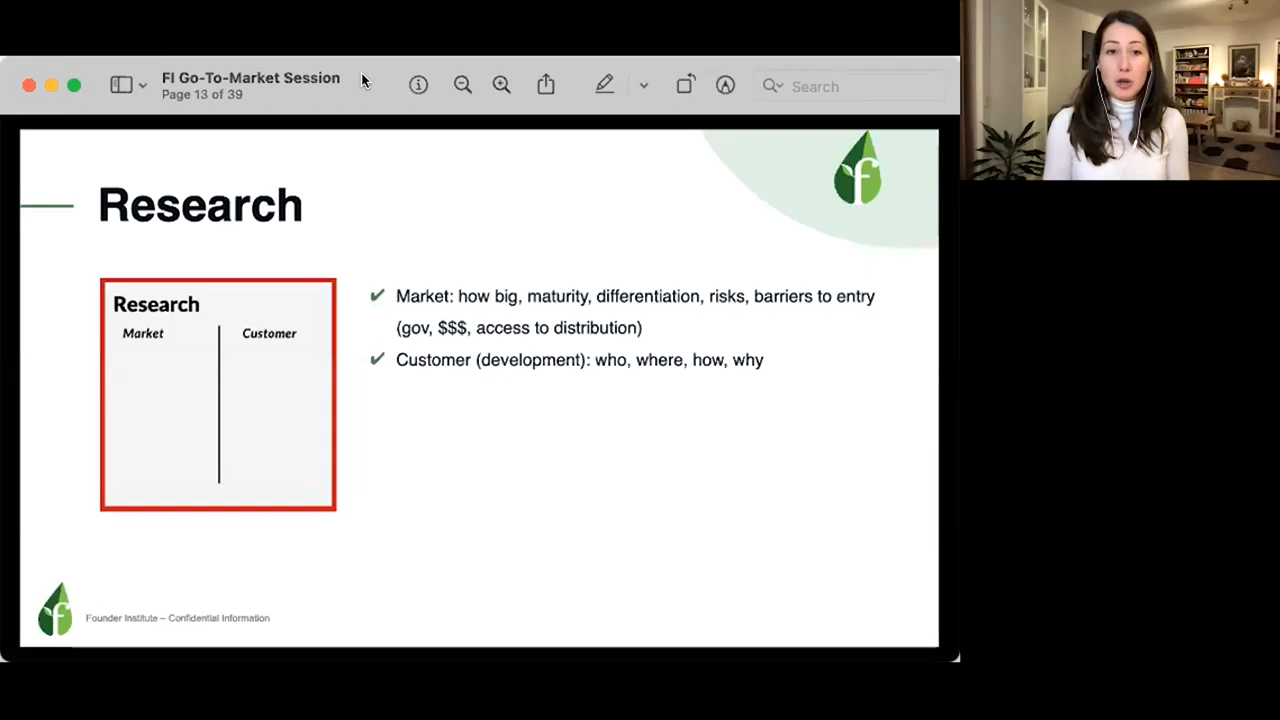 FI Go-To-Market Session
Page 13 of 39
Search
Research
Research
Market Customer
✔ Market: how big, maturity, differentiation, risks, barriers to entry
(gov, $$$, access to distribution)
✔ Customer (development): who, where, how, why
Founder Institute – Confidential Information